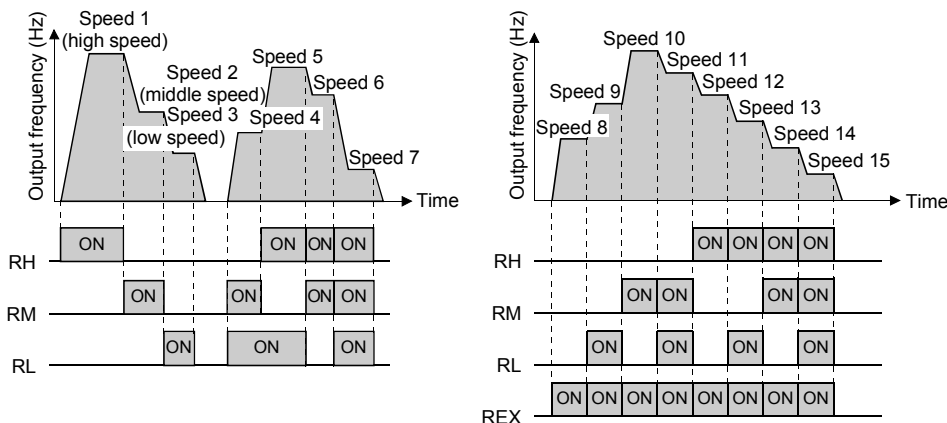 Output frequency (Hz)
Speed 1
(high speed)
Speed 2
(middle speed)
Speed 3
(low speed)
Speed 4
Speed 5
Speed 6
Speed 7
Time
RH
ON
ON
ON
ON
RM
ON
ON
ON
ON
RL
ON
ON
ON
Output frequency (Hz)
Speed 8
Speed 9
Speed 10
Speed 11
Speed 12
Speed 13
Speed 14
Speed 15
Time
RH
ON
ON
ON
ON
RM
ON
ON
ON
ON
RL
ON
ON
ON
ON
REX
ON
ON
ON
ON
ON
ON
ON
ON